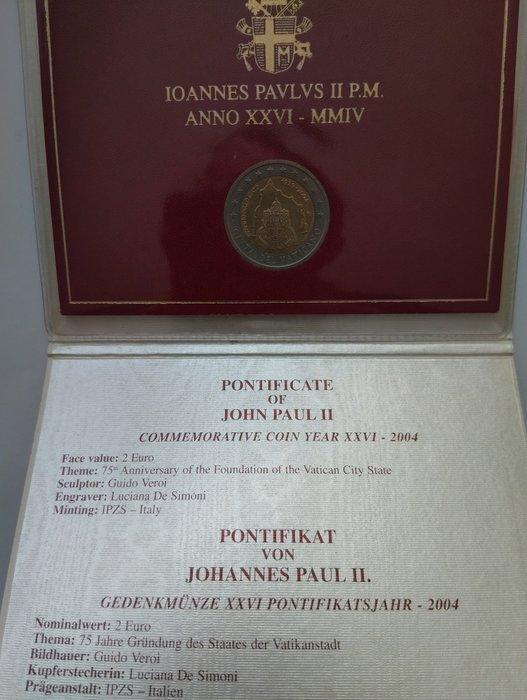 IOANNES PAVLVS II P.M.
ANNO XXVI - MMIV
CITTA' DEL VATICANO
PONTIFICATE
OF
JOHN PAUL II
COMMEMORATIVE COIN YEAR XXVI - 2004
Face value: 2 Euro
Theme: 75th Anniversary of the Foundation of the Vatican City State
Sculptor: Guido Veroi
Engraver: Luciana De Simoni
Minting: IPZS – Italy
PONTIFIKAT
VON
JOHANNES PAUL II.
GEDENKMÜNZE XXVI PONTIFIKATSJAHR - 2004
Nominalwert: 2 Euro
Thema: 75 Jahre Gründung des Staates der Vatikanstadt
Bildhauer: Guido Veroi
Kupferstecherin: Luciana De Simoni
Prägeanstalt: IPZS – Italien